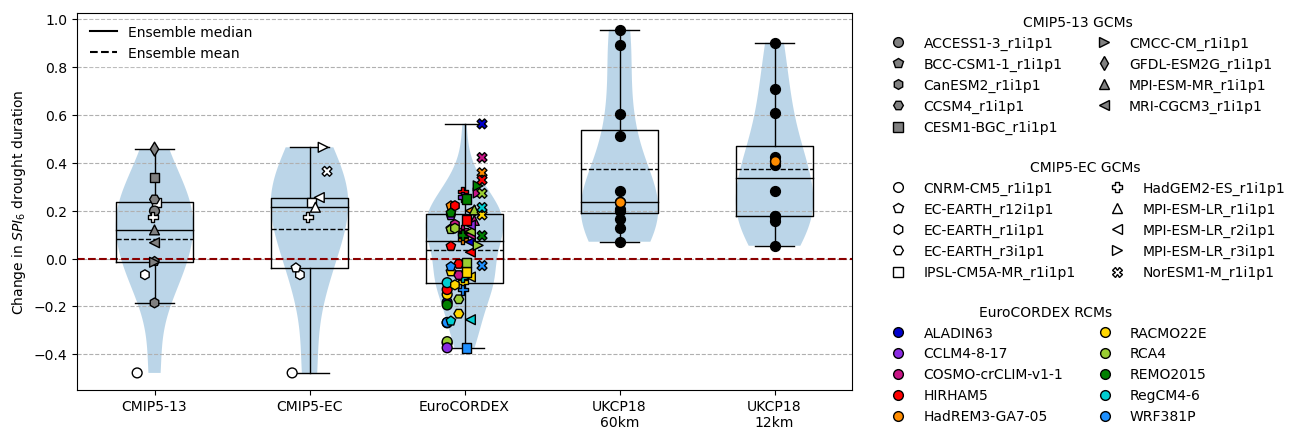 Change in SPI6 drought duration
1.0
0.8
0.6
0.4
0.2
0.0
−0.2
−0.4
Ensemble median
Ensemble mean
CMIP5-13
CMIP5-EC
EuroCORDEX
UKCP18
60km
UKCP18
12km
CMIP5-13 GCMs
ACCESS1-3_r1i1p1
BCC-CSM1-1_r1i1p1
CanESM2_r1i1p1
CCSM4_r1i1p1
CESM1-BGC_r1i1p1
CMCC-CM_r1i1p1
GFDL-ESM2G_r1i1p1
MPI-ESM-MR_r1i1p1
MRI-CGCM3_r1i1p1
CMIP5-EC GCMs
CNRM-CM5_r1i1p1
EC-EARTH_r12i1p1
EC-EARTH_r1i1p1
EC-EARTH_r3i1p1
IPSL-CM5A-MR_r1i1p1
HadGEM2-ES_r1i1p1
MPI-ESM-LR_r1i1p1
MPI-ESM-LR_r2i1p1
MPI-ESM-LR_r3i1p1
NorESM1-M_r1i1p1
EuroCORDEX RCMs
ALADIN63
CCLM4-8-17
COSMO-crCLIM-v1-1
HIRHAM5
HadREM3-GA7-05
RACMO22E
RCA4
REMO2015
RegCM4-6
WRF381P